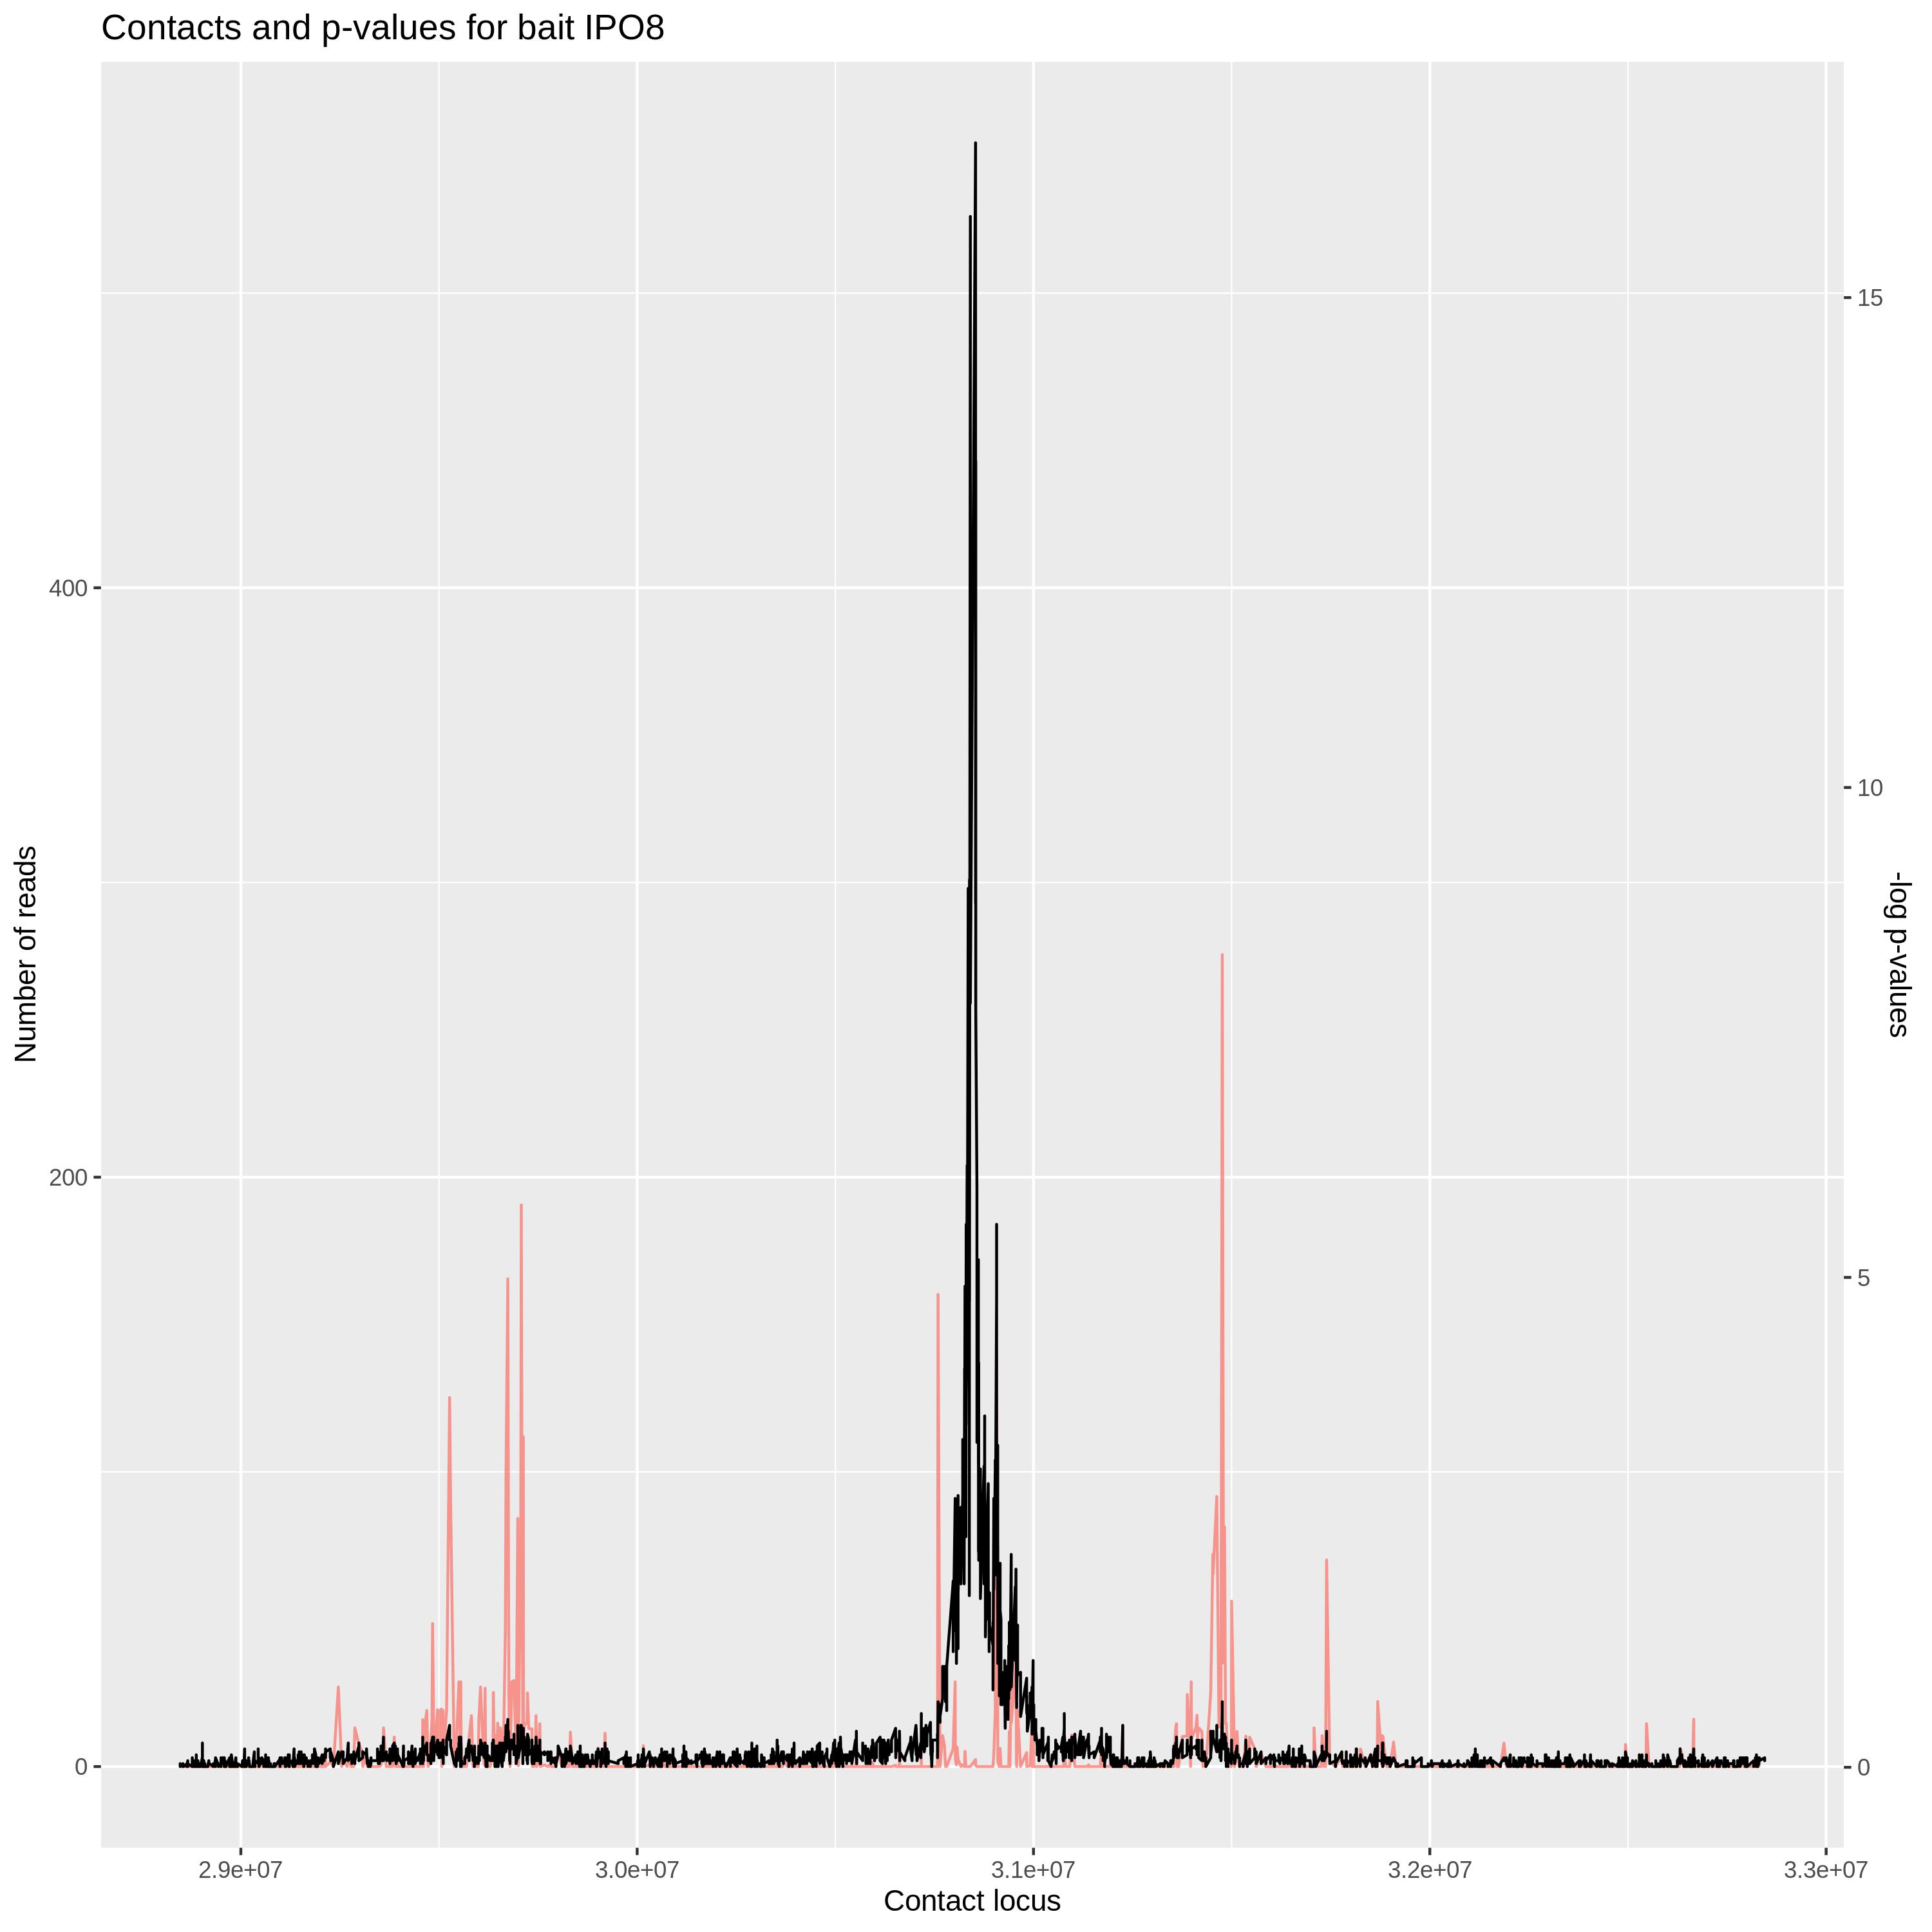 Contacts and p-values for bait IPO8
Number of reads
400
200
0
15
10
5
0
-log p-values
2.9e+07 3.0e+07 3.1e+07 3.2e+07 3.3e+07
Contact locus